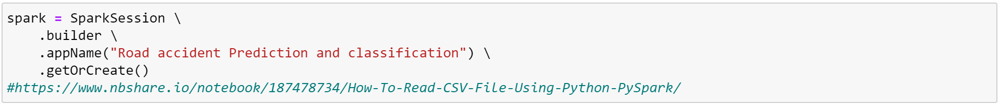 spark = SparkSession \
    .builder \
    .appName("Road accident Prediction and classification") \
    .getOrCreate()
#https://www.nbshare.io/notebook/187478734/How-To-Read-CSV-File-Using-Python-PySpark/